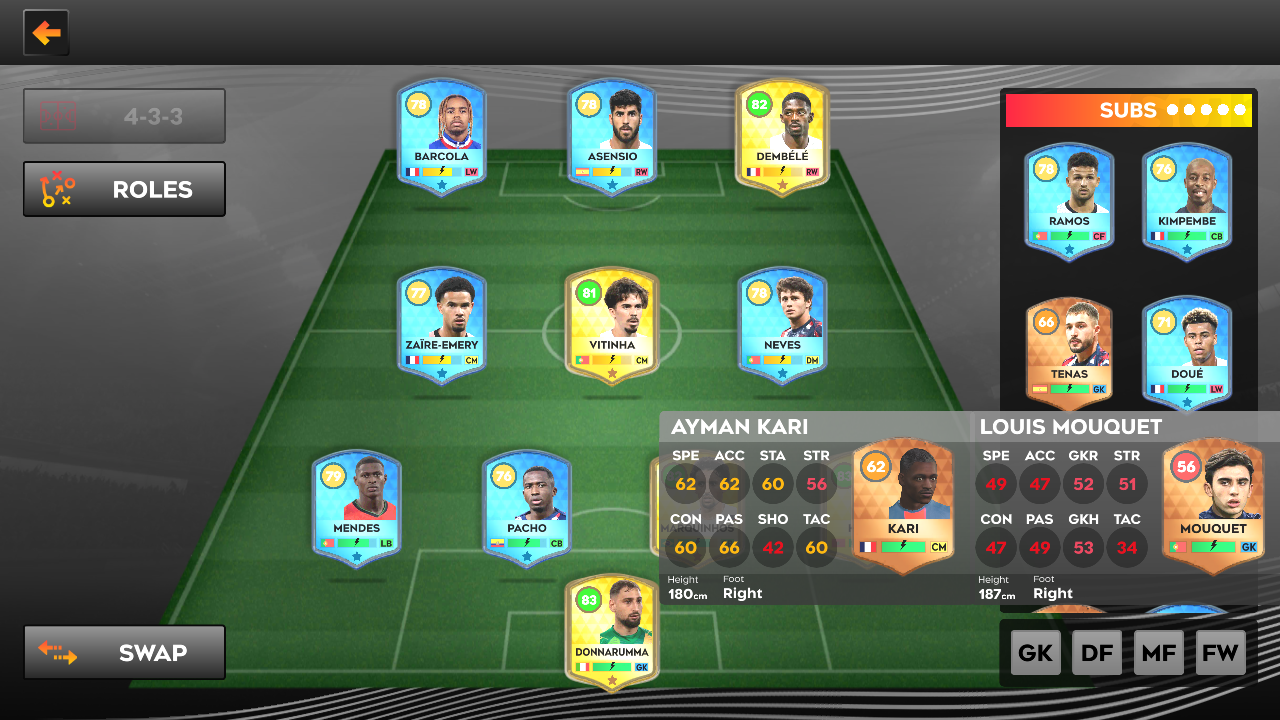 4-3-3
ROLES
SWAP
78
BARCOLA
LW
78
ASENSIO
RW
82
DEMBÉLÉ
RW
77
ZAÏRE-EMERY
CM
81
VITINHA
CM
78
NEVES
DM
79
MENDES
LB
76
PACHO
CB
MARQUINHOS
83
DONNARUMMA
GK
SUBS
78
RAMOS
CF
76
KIMPEMBE
CB
66
TENAS
GK
71
DOUÉ
LW
AYMAN KARI
SPE ACC STA STR
62 62 60 56
CON PAS SHO TAC
60 66 42 60
Height Foot
180cm Right
62
KARI
CM
LOUIS MOUQUET
SPE ACC GKR STR
49 47 52 51
CON PAS GKH TAC
47 49 53 34
Height Foot
187cm Right
56
MOUQUET
GK
GK DF MF FW